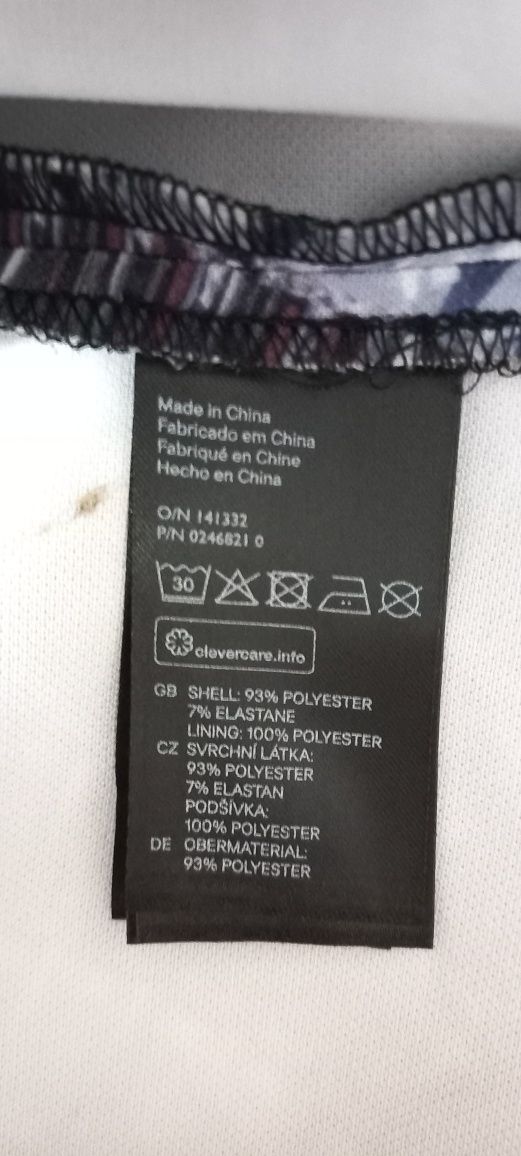 Made in China
Fabricado em China
Fabriqué en Chine
Hecho en China
O/N 141332
P/N 0246821 0
30
clevercare.info
GB SHELL: 93% POLYESTER
7% ELASTANE
LINING: 100% POLYESTER
CZ SVRCHNÍ LÁTKA:
93% POLYESTER
7% ELASTAN
PODŠÍVKA:
100% POLYESTER
DE OBERMATERIAL:
93% POLYESTER